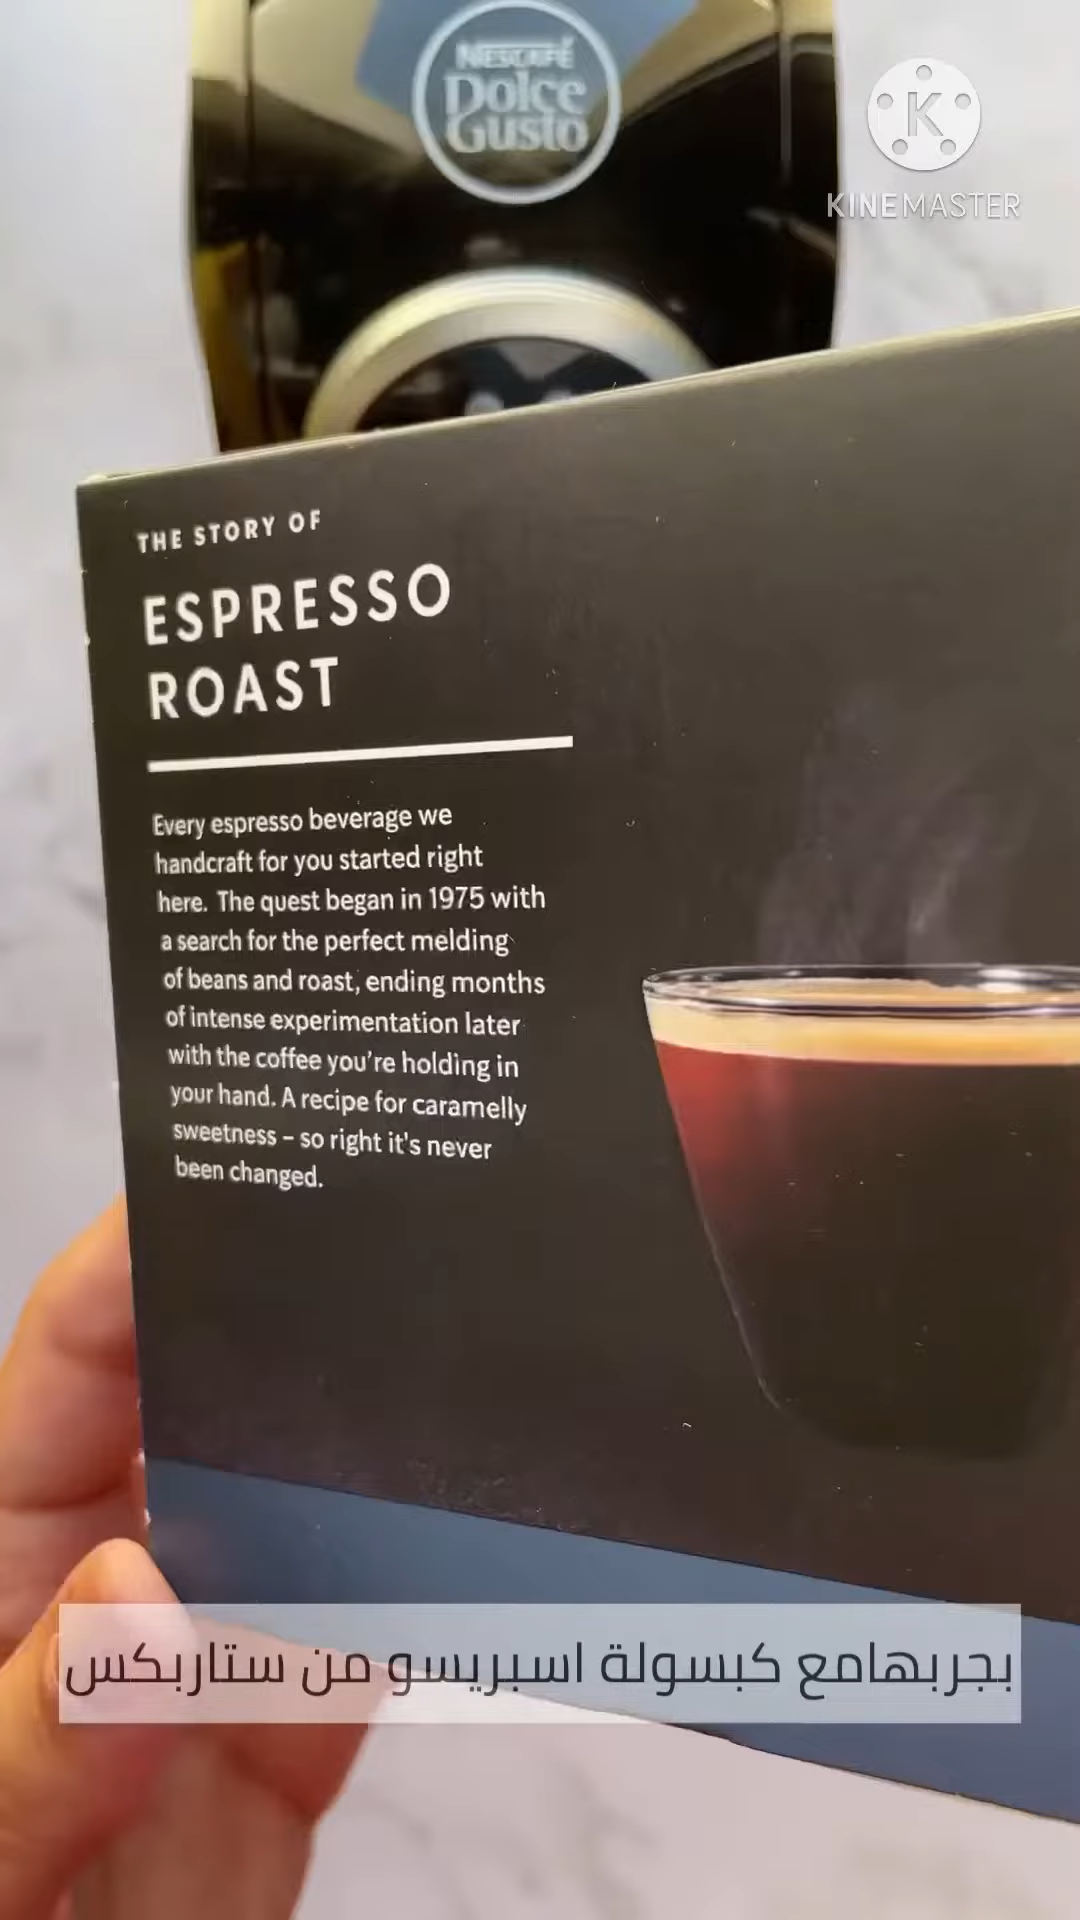 NESCAFÉ
Dolce
Gusto
K
KINEMASTER
THE STORY OF
ESPRESSO
ROAST
Every espresso beverage we
handcraft for you started right
here. The quest began in 1975 with
a search for the perfect melding
of beans and roast, ending months
of intense experimentation later
with the coffee you're holding in
your hand. A recipe for caramelly
sweetness – so right it's never
been changed.
بجربهامع كبسولة اسبريسو من ستاربكس